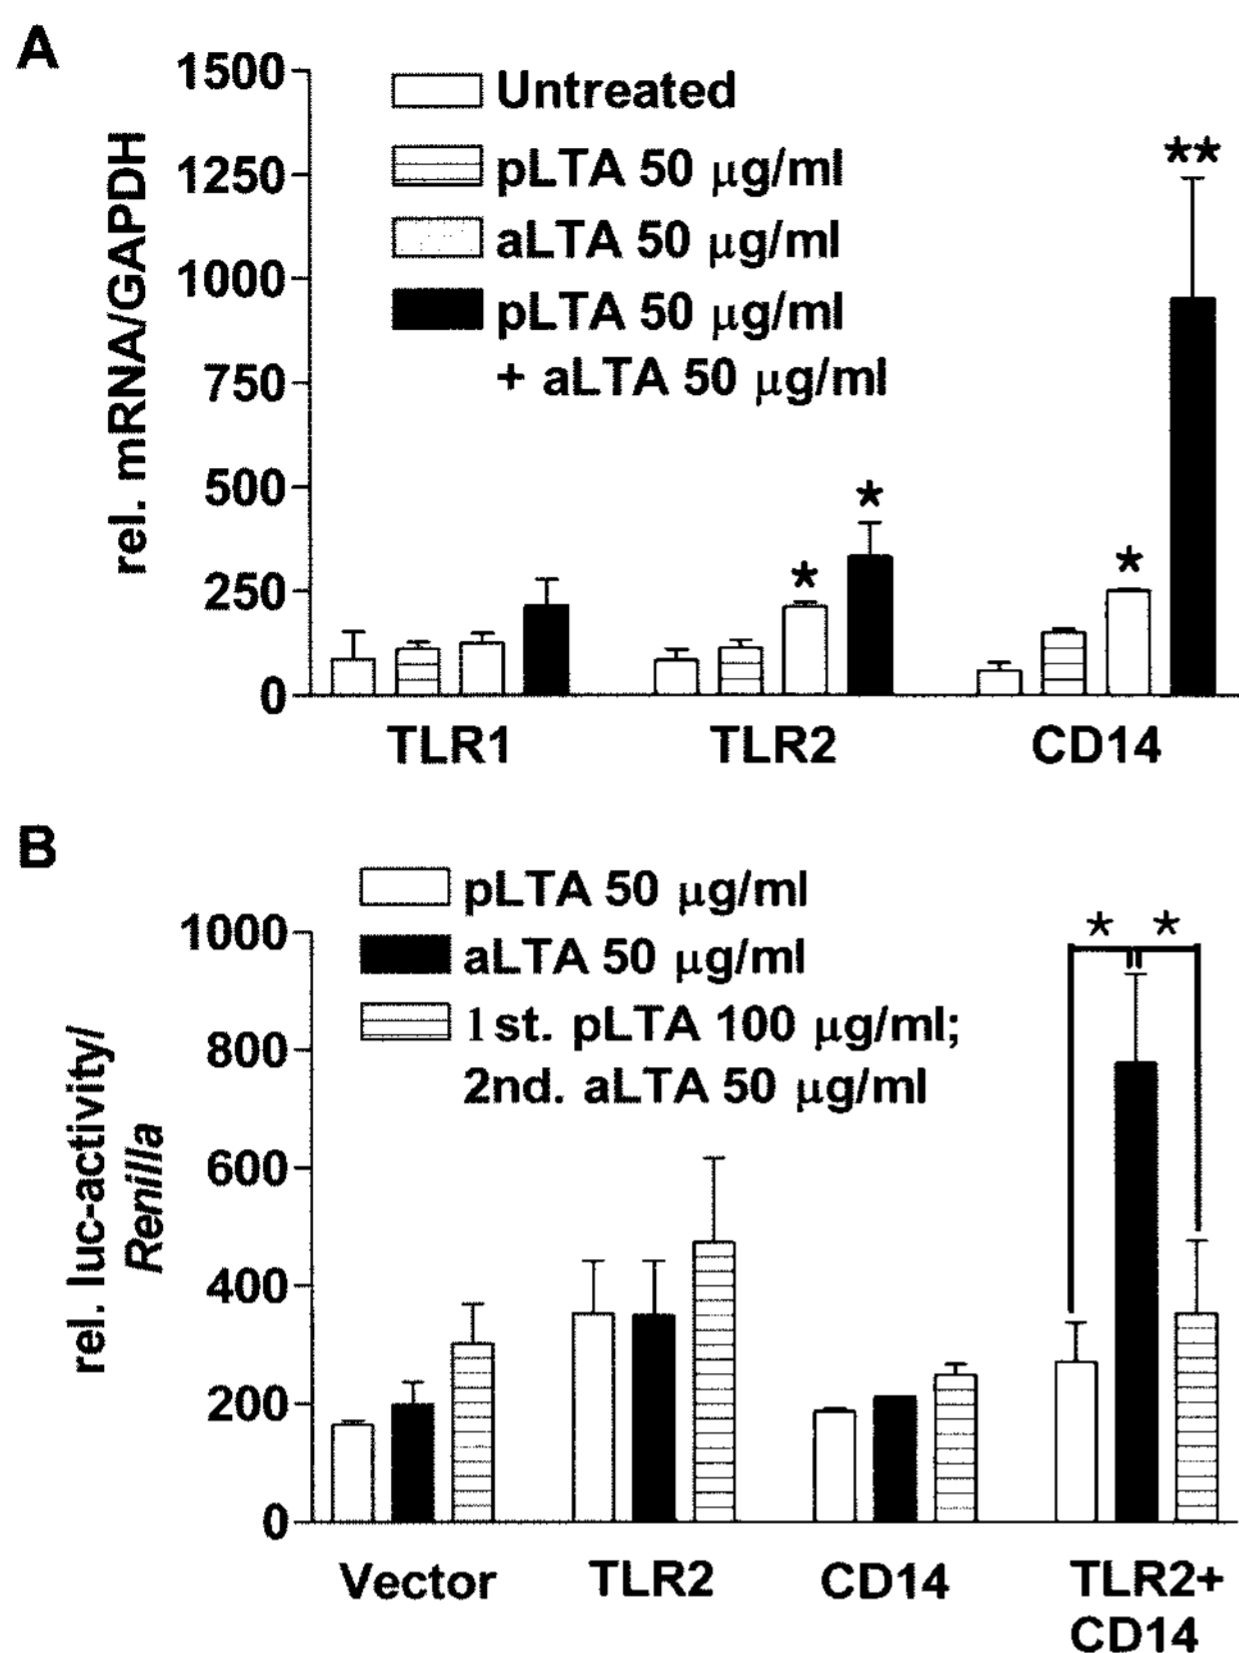 A
rel. mRNA/GAPDH
1500
1250
1000
750
500
250
0
Untreated
pLTA 50 μg/ml
aLTA 50 μg/ml
pLTA 50 μg/ml
+ aLTA 50 μg/ml
*
*
*
**
TLR1
TLR2
CD14
B
rel. luc-activity/
Renilla
1000
800
600
400
200
0
pLTA 50 μg/ml
aLTA 50 μg/ml
1st. pLTA 100 μg/ml;
2nd. aLTA 50 μg/ml
* *
Vector
TLR2
CD14
TLR2+
CD14